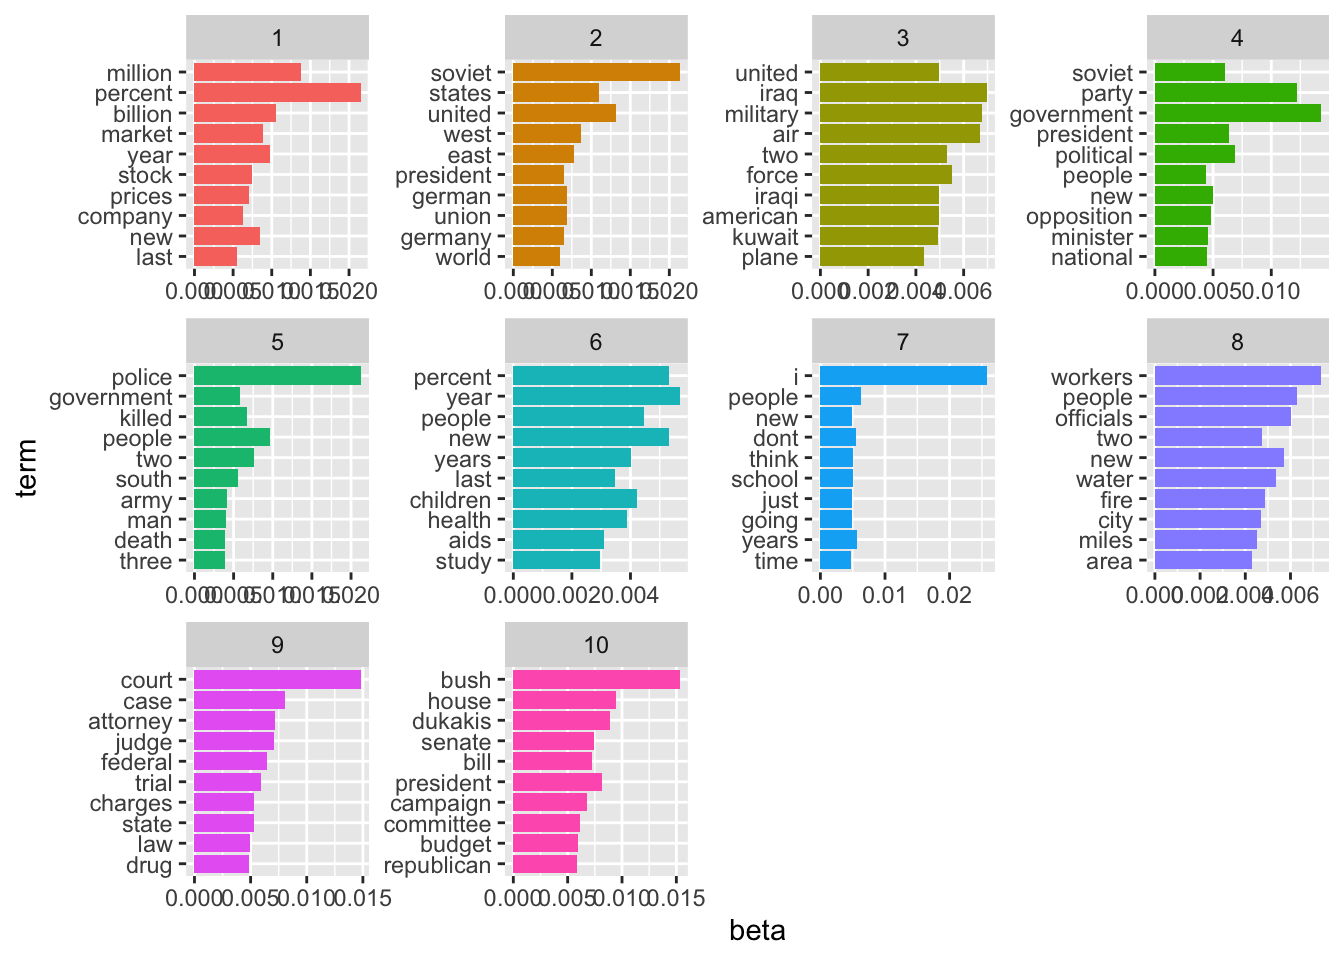 1
million
percent
billion
market
year
stock
prices
company
new
last
0.000 0.005 0.010 0.015 0.020
2
soviet
states
united
west
east
president
german
union
germany
world
0.000 0.005 0.010 0.015 0.020
3
united
iraq
military
air
two
force
iraqi
american
kuwait
plane
0.000 0.002 0.004 0.006
4
soviet
party
government
president
political
people
new
opposition
minister
national
0.000 0.005 0.010
term
5
police
government
killed
people
two
south
army
man
death
three
0.000 0.005 0.010 0.015 0.020
6
percent
year
people
new
years
last
children
health
aids
study
0.000 0.002 0.004
7
i
people
new
dont
think
school
just
going
years
time
0.00 0.01 0.02
8
workers
people
officials
two
new
water
fire
city
miles
area
0.000 0.002 0.004 0.006
9
court
case
attorney
judge
federal
trial
charges
state
law
drug
0.000 0.005 0.010 0.015
10
bush
house
dukakis
senate
bill
president
campaign
committee
budget
republican
0.000 0.005 0.010 0.015
beta